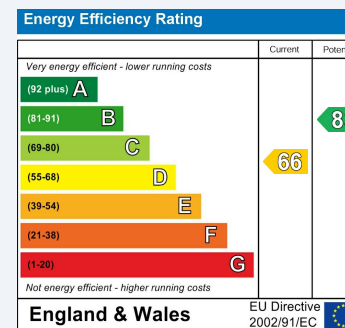 Energy Efficiency Rating
Current
Very energy efficient - lower running costs
(92 plus) A
(81-91) B
8
(69-80) C
66
(55-68) D
(39-54) E
(21-38) F
(1-20) G
Not energy efficient - higher running costs
England & Wales
EU Directive
2002/91/EC